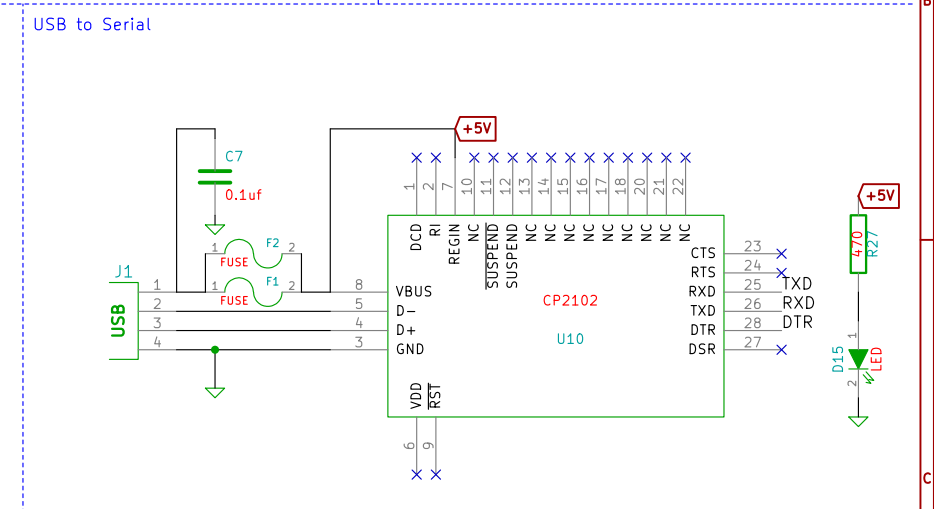 B
USB to Serial
+5V
C7
0.1uf
1
2
7
10
11
12
13
14
15
16
17
18
20
21
22
+5V
DCD
RI
REGIN
NC
SUSPEND
SUSPEND
NC
NC
NC
NC
NC
NC
NC
NC
NC
470
R27
1 F2 2
FUSE
CTS 23
RTS 24
J1
1 F1 2
FUSE
USB
1
8 VBUS
2
5 D-
3
4 D+
4
3 GND
CP2102
U10
RXD 25 TXD
TXD 26 RXD
DTR 28 DTR
DSR 27
D15
1
2
LED
VDD
RST
6
9
C